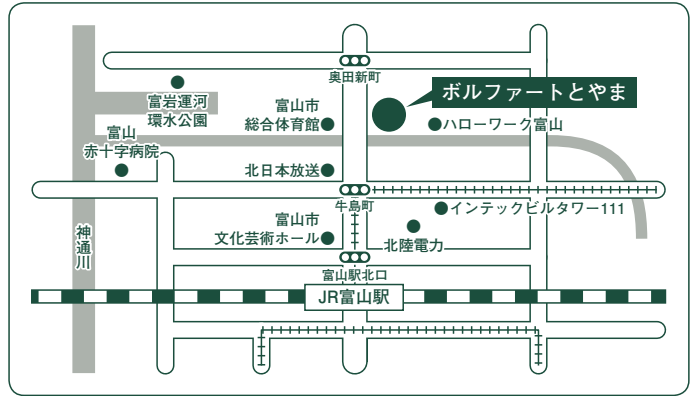 奥田新町
ボルファートとやま
富岩運河
環水公園
富山市
総合体育館
ハローワーク富山
富山
赤十字病院
北日本放送
牛島町
インテックビルタワー111
富山市
文化芸術ホール
北陸電力
神通川
富山駅北口
JR富山駅